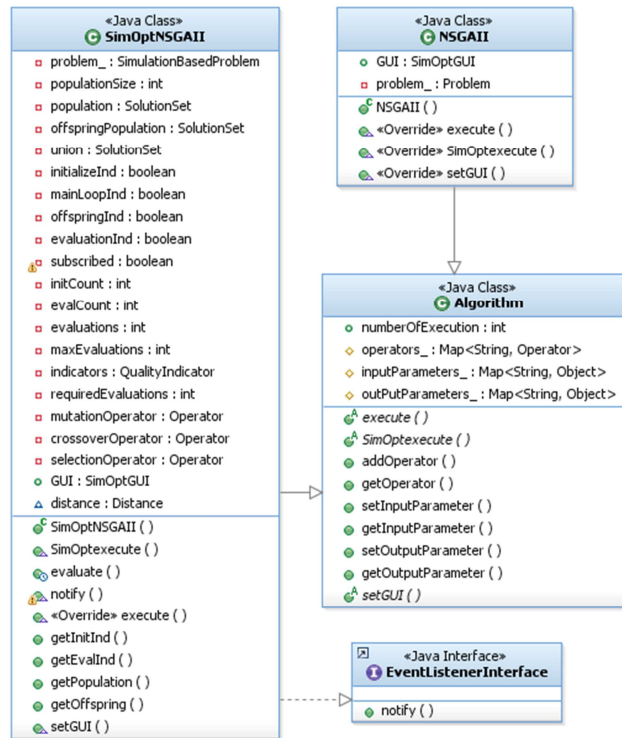 «Java Class»
SimOptNSGAII
problem_ : SimulationBasedProblem
populationSize : int
population : SolutionSet
offspringPopulation : SolutionSet
union : SolutionSet
initializeInd : boolean
mainLoopInd : boolean
offspringInd : boolean
evaluationInd : boolean
subscribed : boolean
initCount : int
evalCount : int
evaluations : int
maxEvaluations : int
indicators : QualityIndicator
requiredEvaluations : int
mutationOperator : Operator
crossoverOperator : Operator
selectionOperator : Operator
GUI : SimOptGUI
distance : Distance
SimOptNSGAII ( )
SimOptexecute ( )
evaluate ( )
notify ( )
«Override» execute ( )
getInitInd ( )
getEvalInd ( )
getPopulation ( )
getOffspring ( )
setGUI ( )
«Java Class»
NSGAII
GUI : SimOptGUI
problem_ : Problem
NSGAII ( )
«Override» execute ( )
«Override» SimOptexecute ( )
«Override» setGUI ( )
«Java Class»
Algorithm
numberOfExecution : int
operators_ : Map<String, Operator>
inputParameters_ : Map<String, Object>
outPutParameters_ : Map<String, Object>
execute ( )
SimOptexecute ( )
addOperator ( )
getOperator ( )
setInputParameter ( )
getInputParameter ( )
setOutputParameter ( )
getOutputParameter ( )
setGUI ( )
«Java Interface»
EventListenerInterface
notify ( )